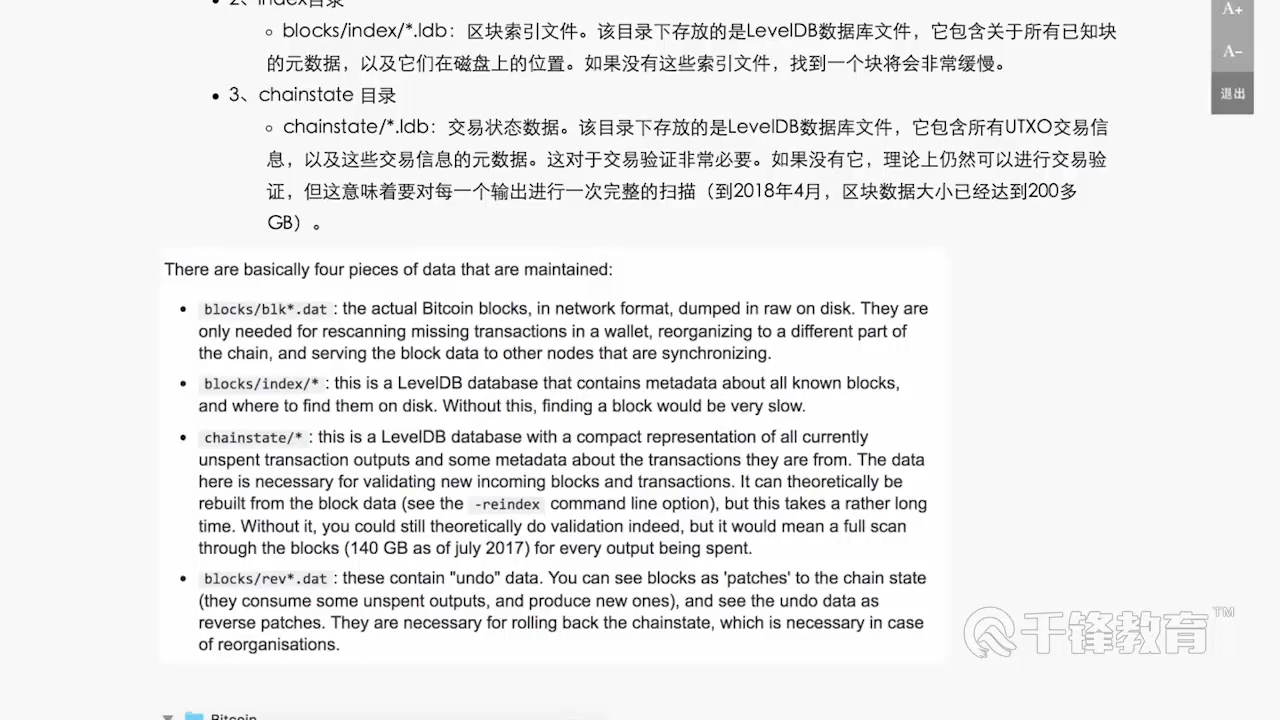 2、index目录
blocks/index/*.ldb：区块索引文件。该目录下存放的是LevelDB数据库文件，它包含关于所有已知块
的元数据，以及它们在磁盘上的位置。如果没有这些索引文件，找到一个块将会非常缓慢。
3、chainstate 目录
chainstate/*.ldb：交易状态数据。该目录下存放的是LevelDB数据库文件，它包含所有UTXO交易信
息，以及这些交易信息的元数据。这对于交易验证非常必要。如果没有它，理论上仍然可以进行交易验
证，但这意味着要对每一个输出进行一次完整的扫描（到2018年4月，区块数据大小已经达到200多
GB）。
There are basically four pieces of data that are maintained:
blocks/blk*.dat : the actual Bitcoin blocks, in network format, dumped in raw on disk. They are
only needed for rescanning missing transactions in a wallet, reorganizing to a different part of
the chain, and serving the block data to other nodes that are synchronizing.
blocks/index/* : this is a LevelDB database that contains metadata about all known blocks,
and where to find them on disk. Without this, finding a block would be very slow.
chainstate/* : this is a LevelDB database with a compact representation of all currently
unspent transaction outputs and some metadata about the transactions they are from. The data
here is necessary for validating new incoming blocks and transactions. It can theoretically be
rebuilt from the block data (see the -reindex command line option), but this takes a rather long
time. Without it, you could still theoretically do validation indeed, but it would mean a full scan
through the blocks (140 GB as of july 2017) for every output being spent.
blocks/rev*.dat : these contain "undo" data. You can see blocks as 'patches' to the chain state
(they consume some unspent outputs, and produce new ones), and see the undo data as
reverse patches. They are necessary for rolling back the chainstate, which is necessary in case
of reorganisations.
Bitcoin
A+
A-
退出
千锋教育™